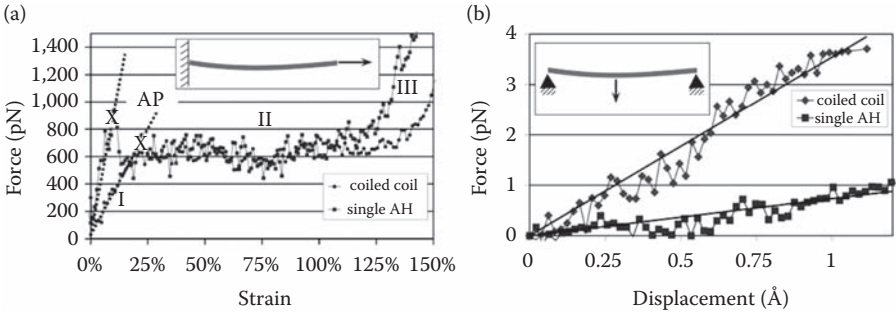 (a)
Force (pN)
1,400
1,200
1,000
800
600
400
200
0
X
AP
X
I
II
III
coiled coil
single AH
0% 25% 50% 75% 100% 125% 150%
Strain
(b)
Force (pN)
4
3
2
1
0
coiled coil
single AH
0 0.25 0.5 0.75 1
Displacement (Å)